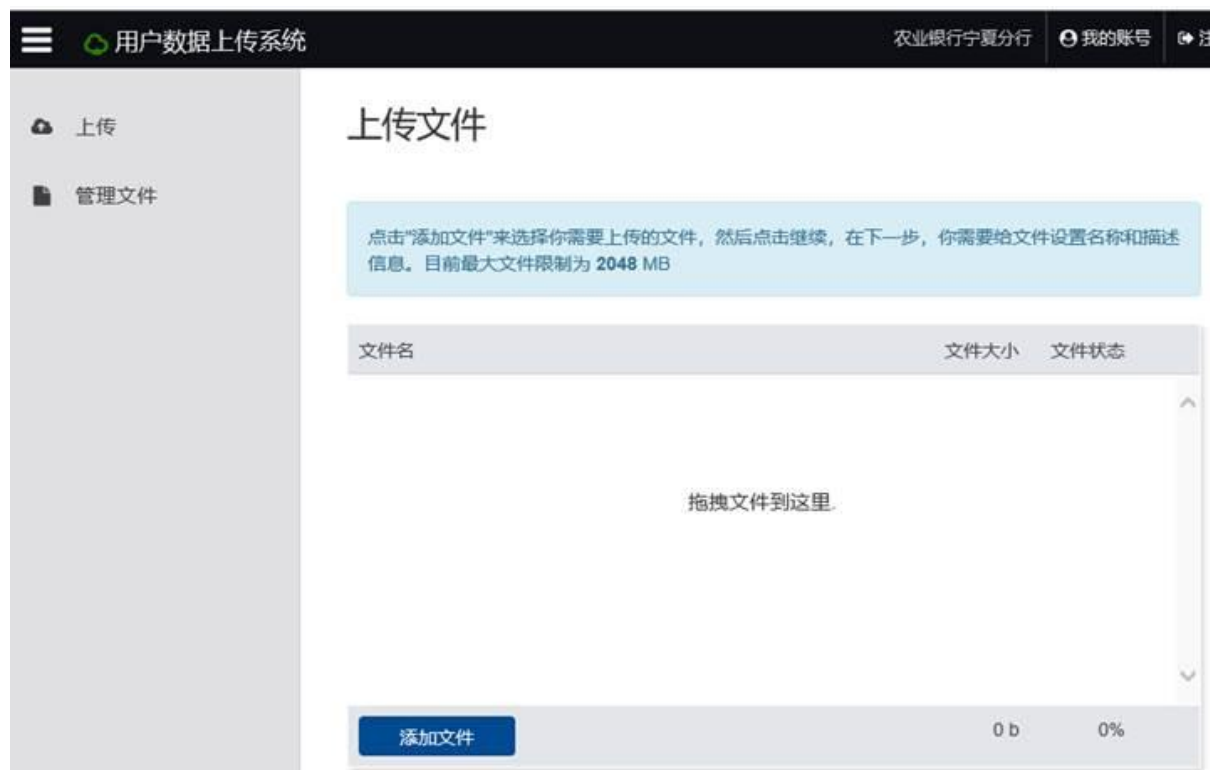 用户数据上传系统 农业银行宁夏分行 我的账号
上传
管理文件
上传文件
点击"添加文件"来选择你需要上传的文件，然后点击继续，在下一步，你需要给文件设置名称和描述
信息。目前最大文件限制为 2048 MB
文件名 文件大小 文件状态
拖拽文件到这里.
添加文件 0 b 0%